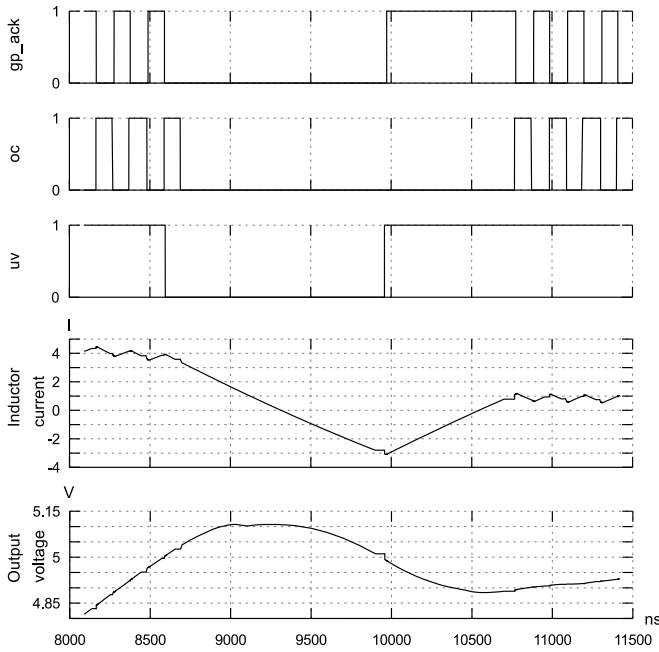 gp_ack
1
0
oc
1
0
uv
1
0
I
Inductor
current
4
2
0
-2
-4
V
Output
voltage
5.15
5
4.85
8000 8500 9000 9500 10000 10500 11000 11500 ns